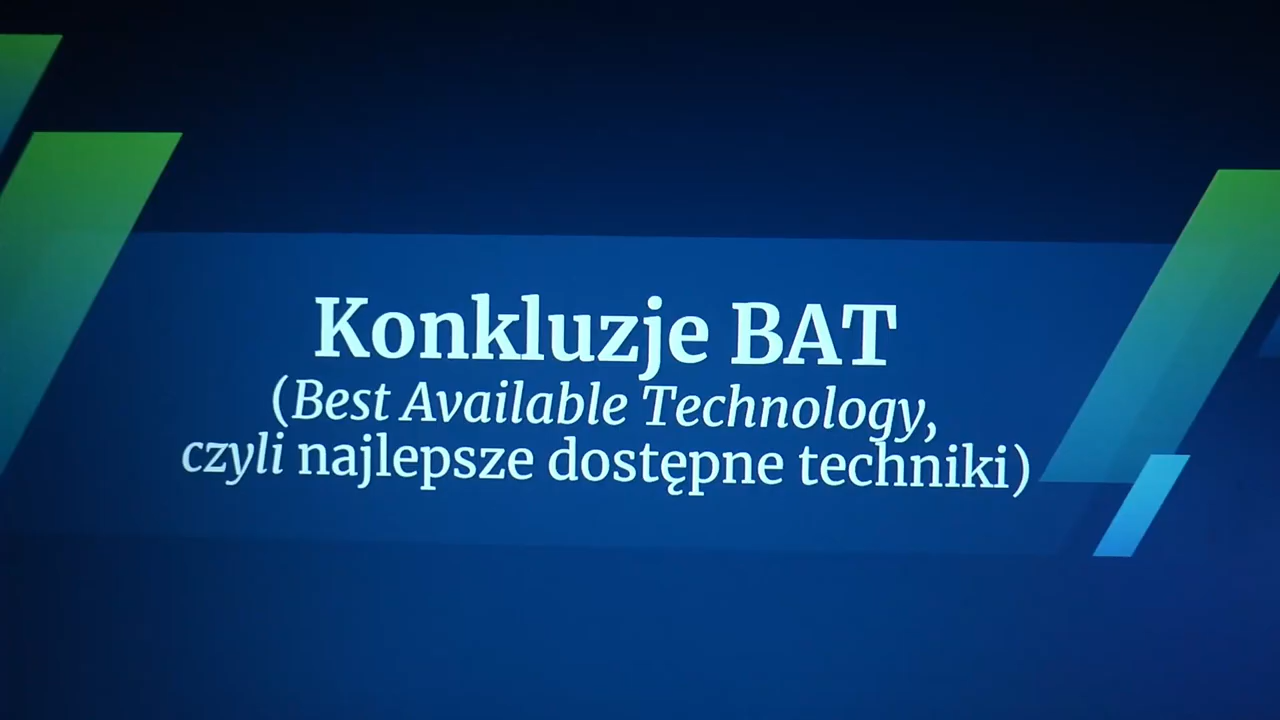 Konkluzje BAT
(Best Available Technology,
czyli najlepsze dostępne techniki)